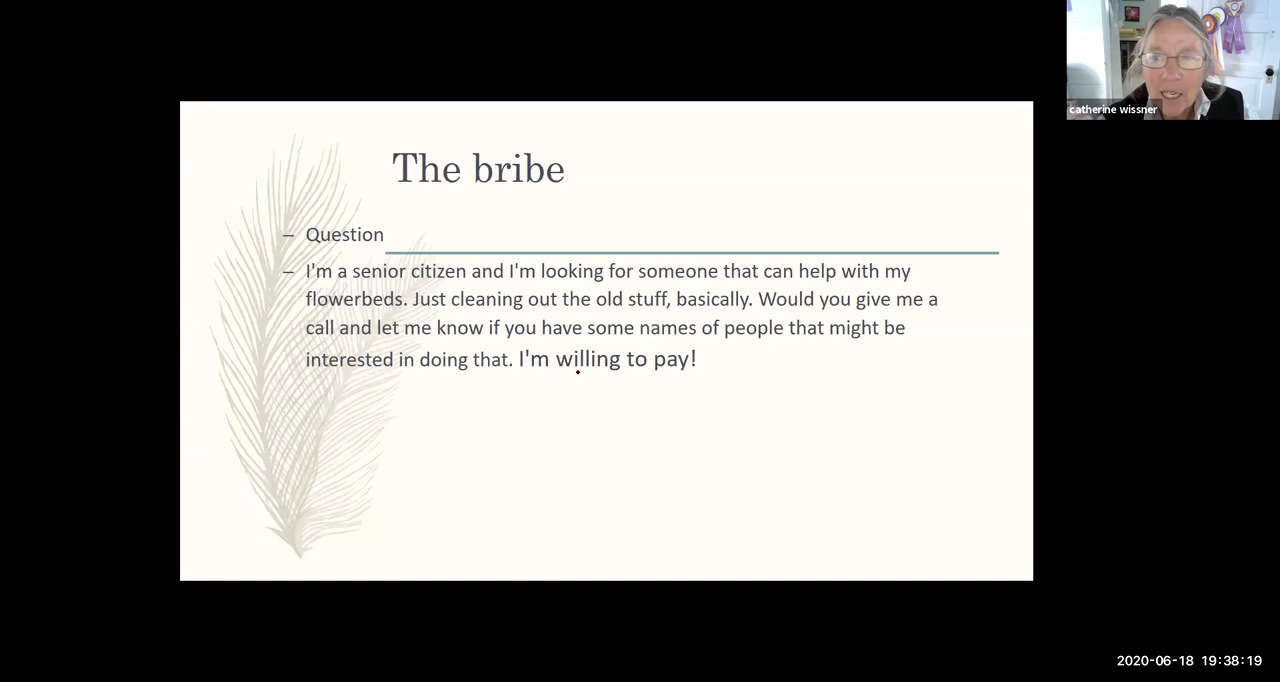 catherine wissner
The bribe
– Question
– I'm a senior citizen and I'm looking for someone that can help with my
flowerbeds. Just cleaning out the old stuff, basically. Would you give me a
call and let me know if you have some names of people that might be
interested in doing that. I'm willing to pay!
2020-06-18 19:38:19